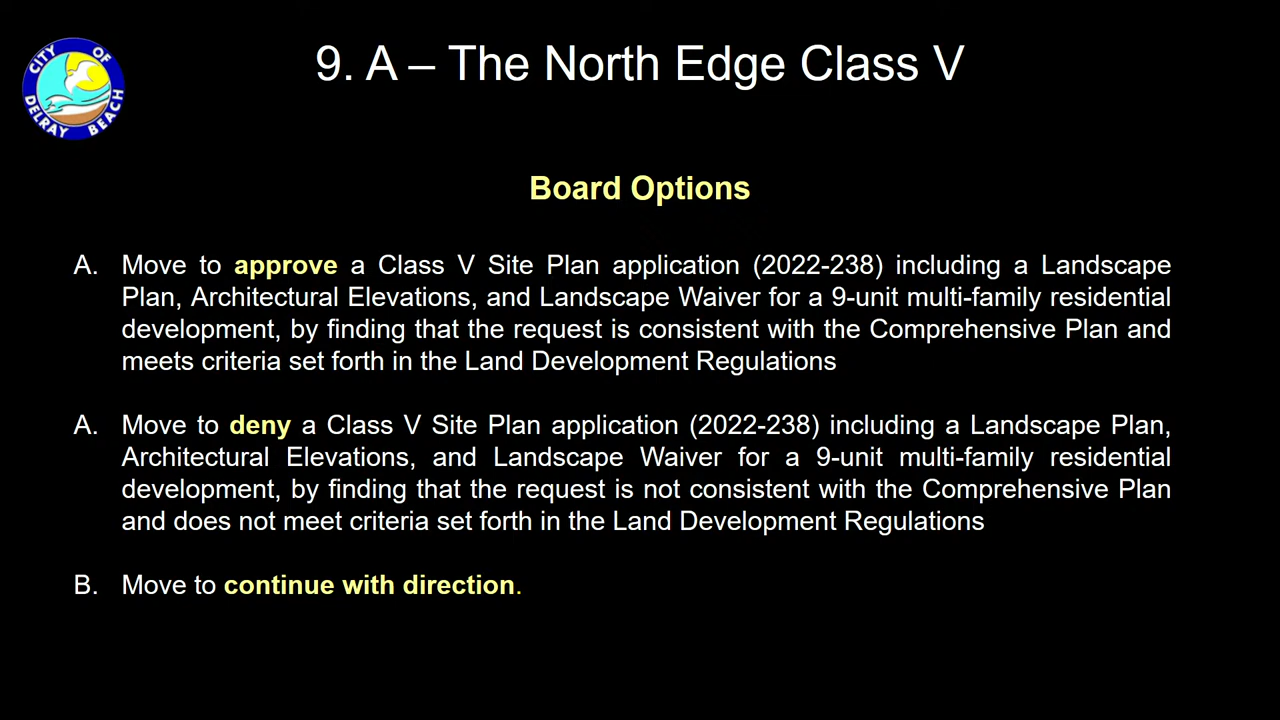 CITY OF
DELRAY BEACH
9. A – The North Edge Class V
Board Options
A. Move to approve a Class V Site Plan application (2022-238) including a Landscape
Plan, Architectural Elevations, and Landscape Waiver for a 9-unit multi-family residential
development, by finding that the request is consistent with the Comprehensive Plan and
meets criteria set forth in the Land Development Regulations
A. Move to deny a Class V Site Plan application (2022-238) including a Landscape Plan,
Architectural Elevations, and Landscape Waiver for a 9-unit multi-family residential
development, by finding that the request is not consistent with the Comprehensive Plan
and does not meet criteria set forth in the Land Development Regulations
B. Move to continue with direction.